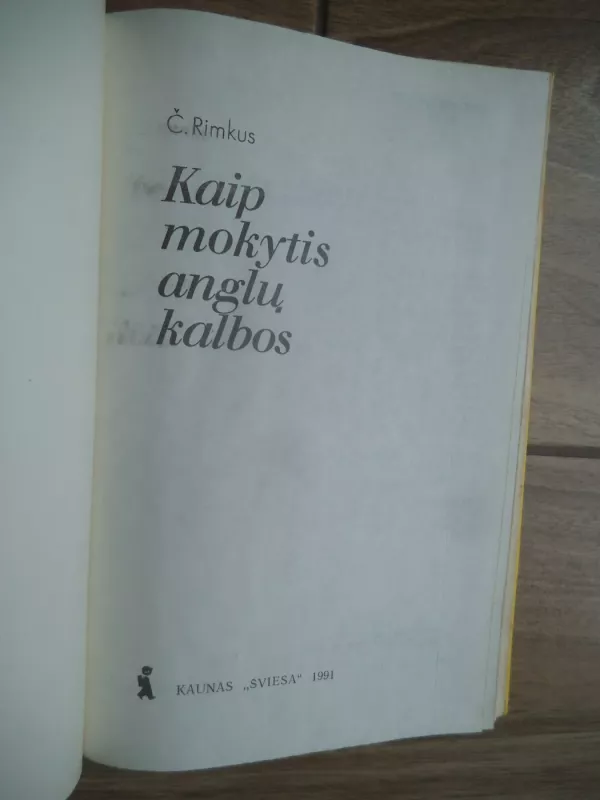 Č. Rimkus
Kaip
mokytis
anglų
kalbos
KAUNAS „ŠVIESA“ 1991